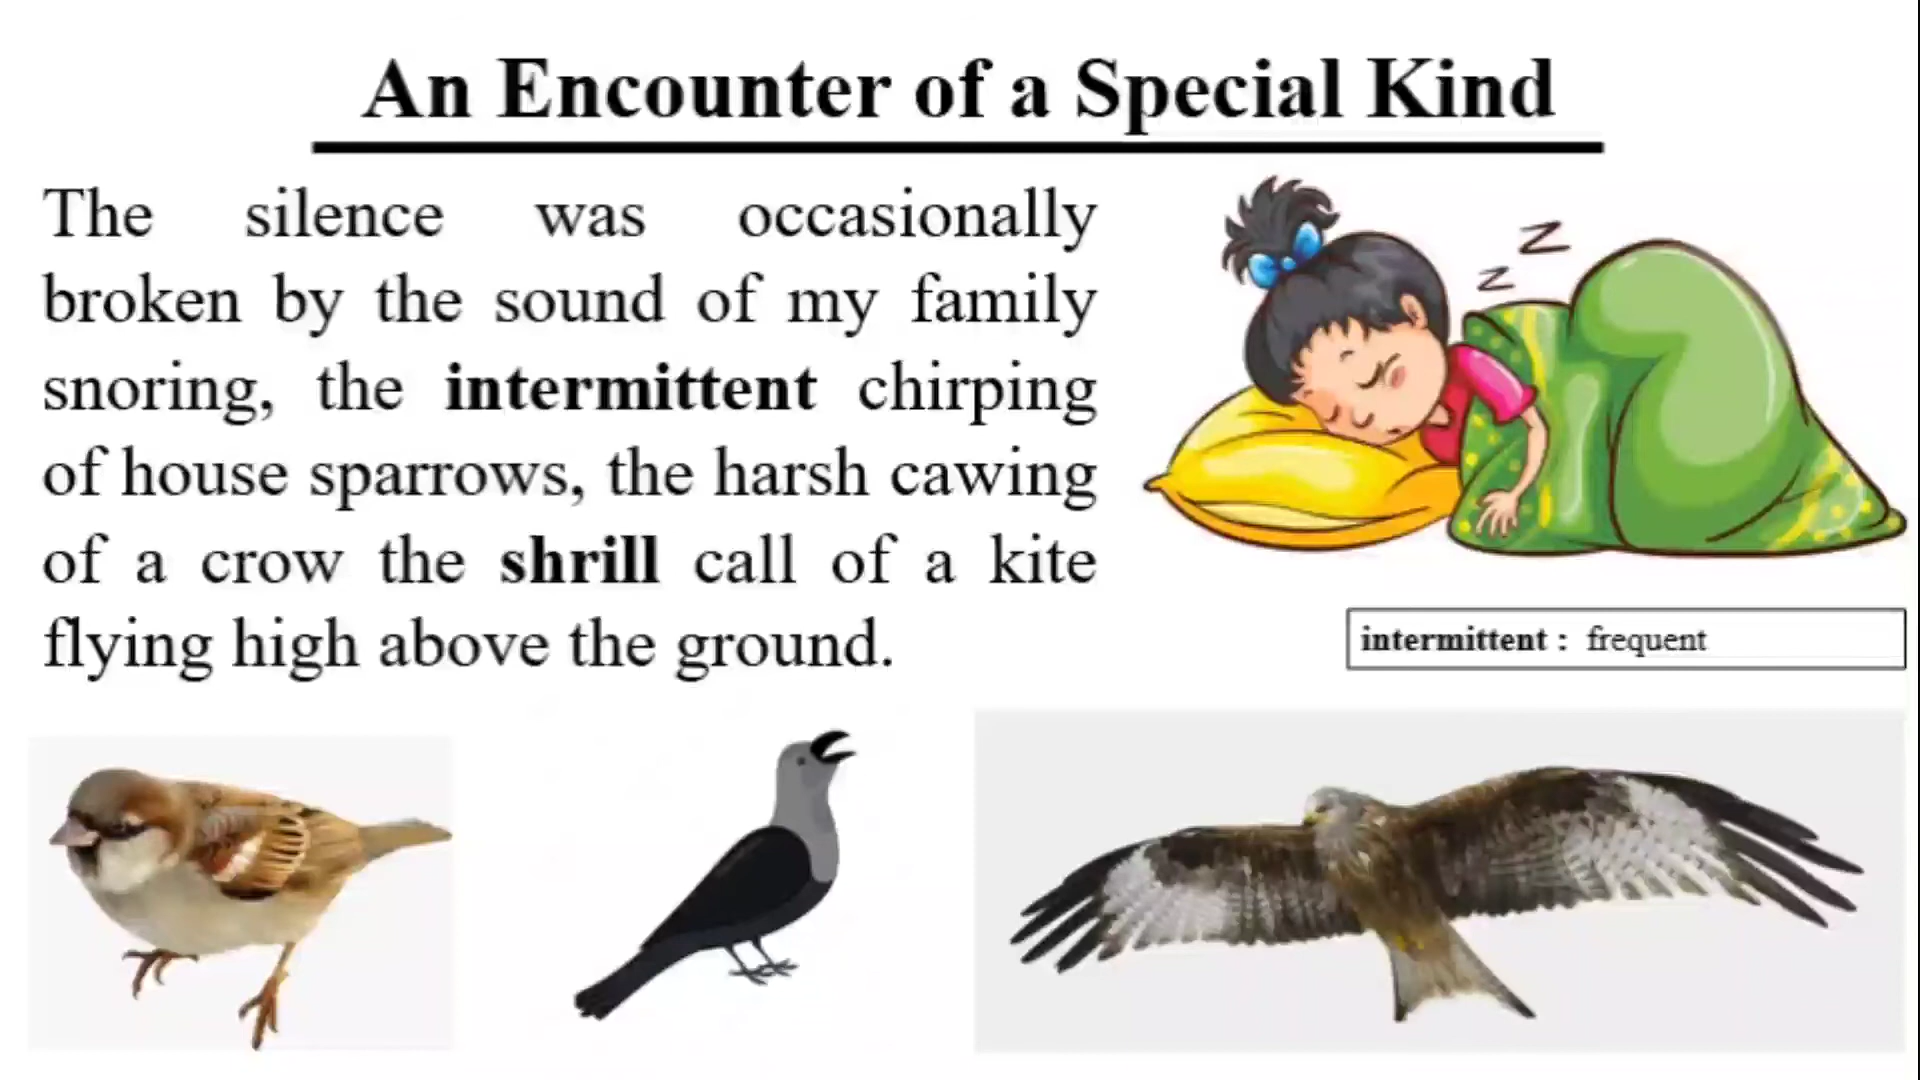 An Encounter of a Special Kind
The silence was occasionally
broken by the sound of my family
snoring, the intermittent chirping
of house sparrows, the harsh cawing
of a crow the shrill call of a kite
flying high above the ground.
z
z
intermittent : frequent